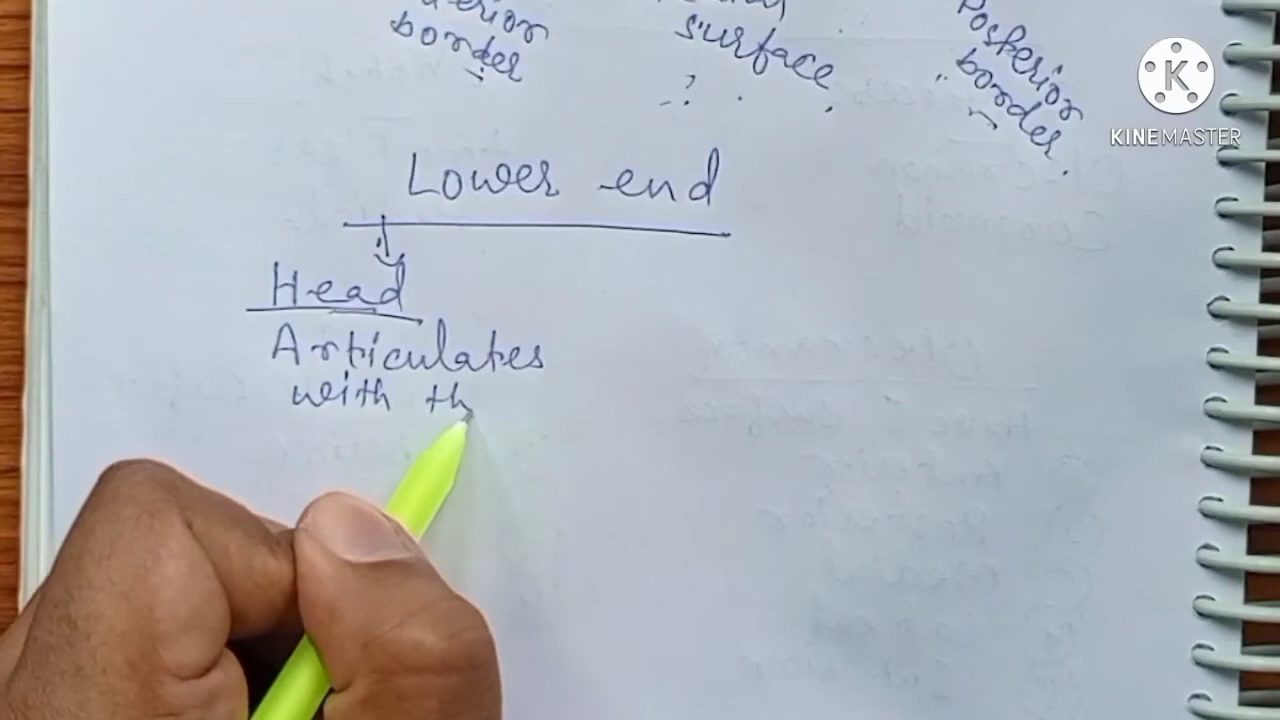 border
surface
Posterior
border
KINEMASTER
Lower end
Head
Articulates
with th